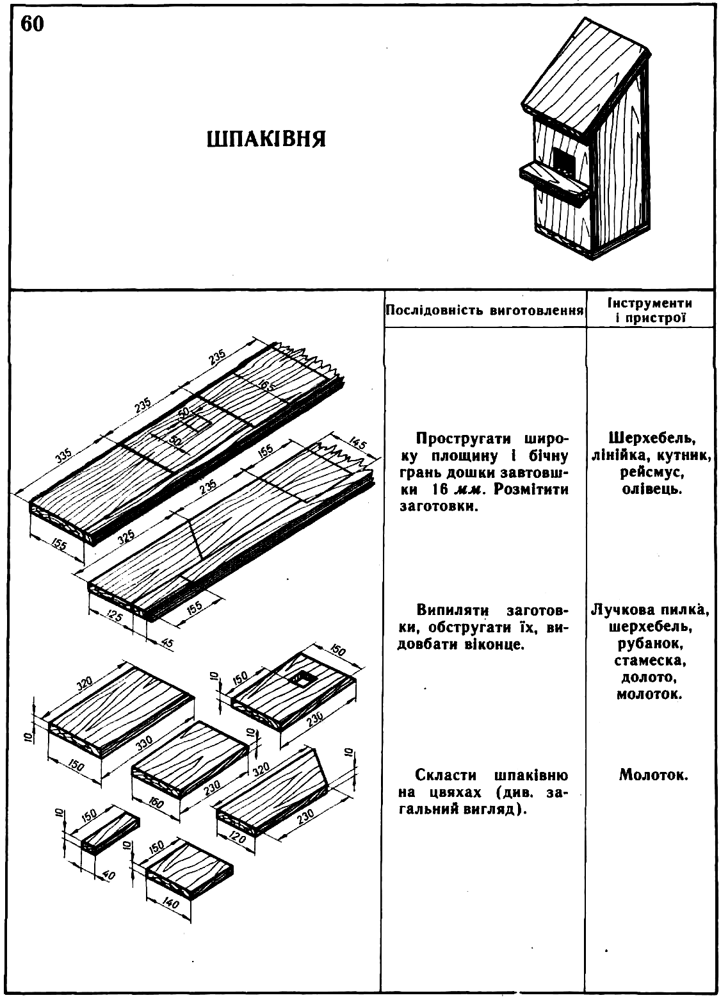 60
ШПАКІВНЯ
Послідовність виготовлення
Інструменти
і пристрої
Простругати широ-
ку площину і бічну
грань дошки завтовш-
ки 16 мм. Розмітити
заготовки.
Шерхебель,
лінійка, кутник,
рейсмус,
олівець.
Випиляти заготов-
ки, обстругати їх, ви-
довбати віконце.
Лучкова пилка,
шерхебель,
рубанок,
стамеска,
долото,
молоток.
Скласти шпаківню
на цвяхах (див. за-
гальний вигляд).
Молоток.
235
165
235
50
50
335
155
145
155
235
325
155
125
45
320
10
150
330
150
10
150
230
10
160
230
320
10
120
230
10
150
40
10
150
140